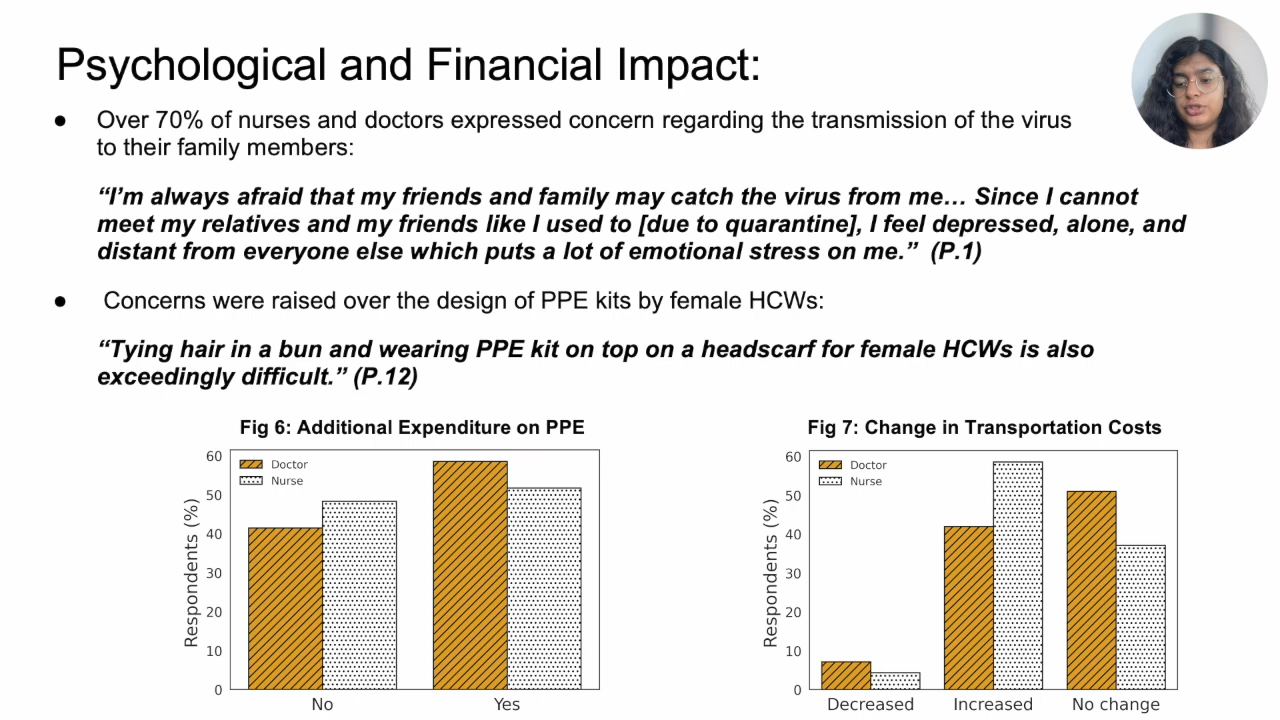 Psychological and Financial Impact:
● Over 70% of nurses and doctors expressed concern regarding the transmission of the virus
to their family members:
“I’m always afraid that my friends and family may catch the virus from me… Since I cannot
meet my relatives and my friends like I used to [due to quarantine], I feel depressed, alone, and
distant from everyone else which puts a lot of emotional stress on me.” (P.1)
● Concerns were raised over the design of PPE kits by female HCWs:
“Tying hair in a bun and wearing PPE kit on top on a headscarf for female HCWs is also
exceedingly difficult.” (P.12)
Fig 6: Additional Expenditure on PPE
60
50
40
30
20
10
0
Respondents (%)
Doctor
Nurse
No Yes
Fig 7: Change in Transportation Costs
60
50
40
30
20
10
0
Respondents (%)
Doctor
Nurse
Decreased Increased No change